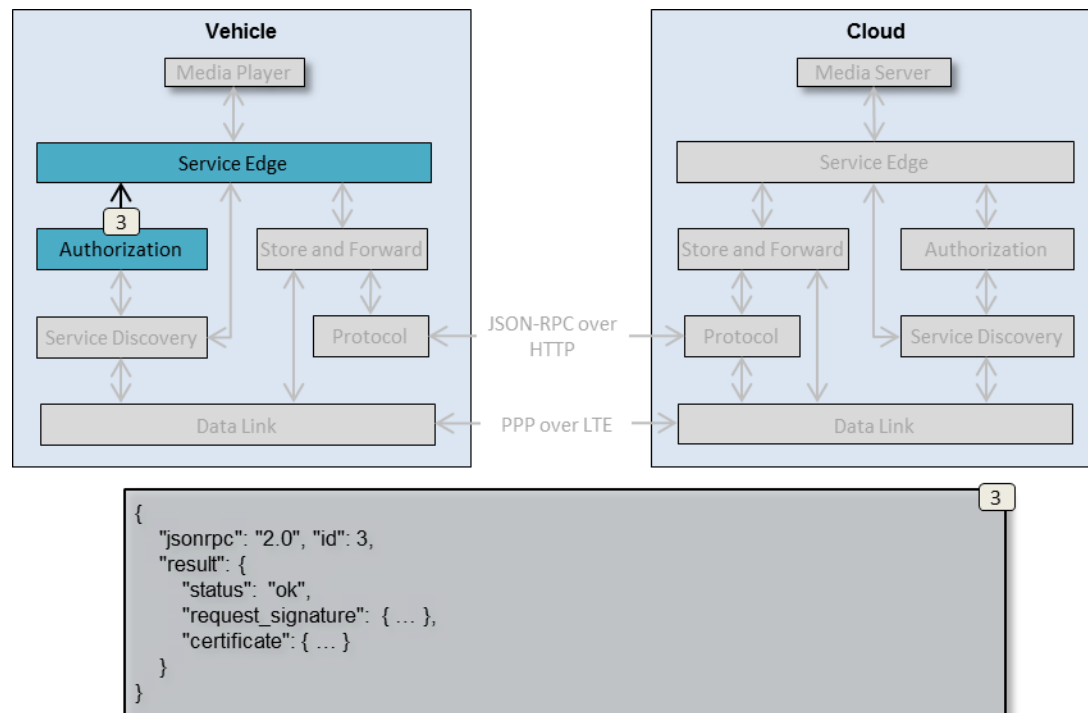 Vehicle
Media Player
Service Edge
3
Authorization
Store and Forward
Service Discovery
Protocol
Data Link
JSON-RPC over
HTTP
PPP over LTE
Cloud
Media Server
Service Edge
Store and Forward
Authorization
Protocol
Service Discovery
Data Link
3
{
"jsonrpc": "2.0", "id": 3,
"result": {
"status": "ok",
"request_signature": { … },
"certificate": { … }
}
}